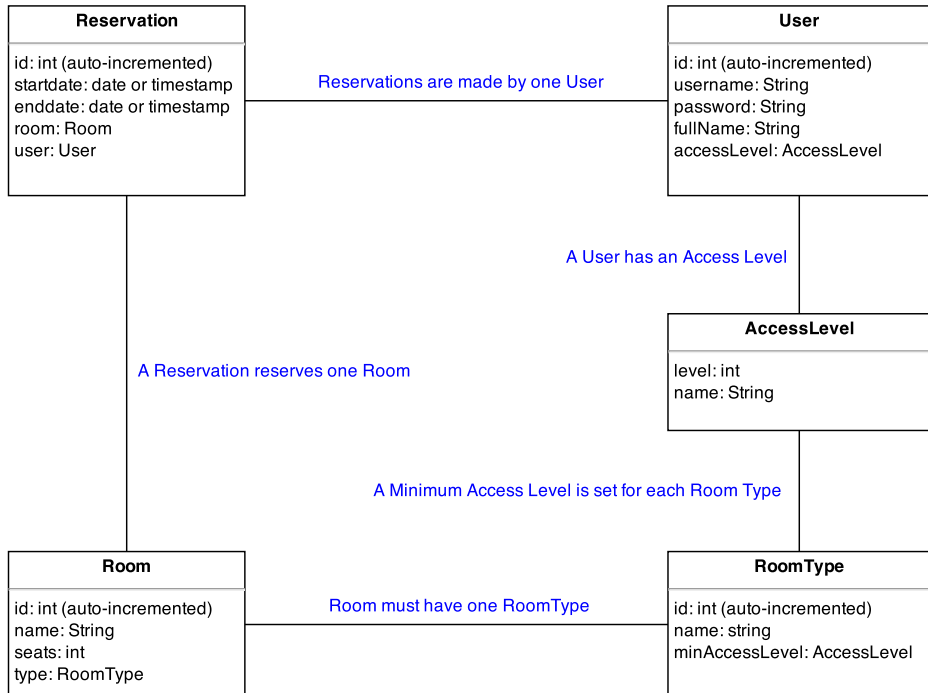 Reservation
id: int (auto-incremented)
startdate: date or timestamp
enddate: date or timestamp
room: Room
user: User
Reservations are made by one User
User
id: int (auto-incremented)
username: String
password: String
fullName: String
accessLevel: AccessLevel
A User has an Access Level
AccessLevel
level: int
name: String
A Reservation reserves one Room
A Minimum Access Level is set for each Room Type
Room
id: int (auto-incremented)
name: String
seats: int
type: RoomType
Room must have one RoomType
RoomType
id: int (auto-incremented)
name: string
minAccessLevel: AccessLevel